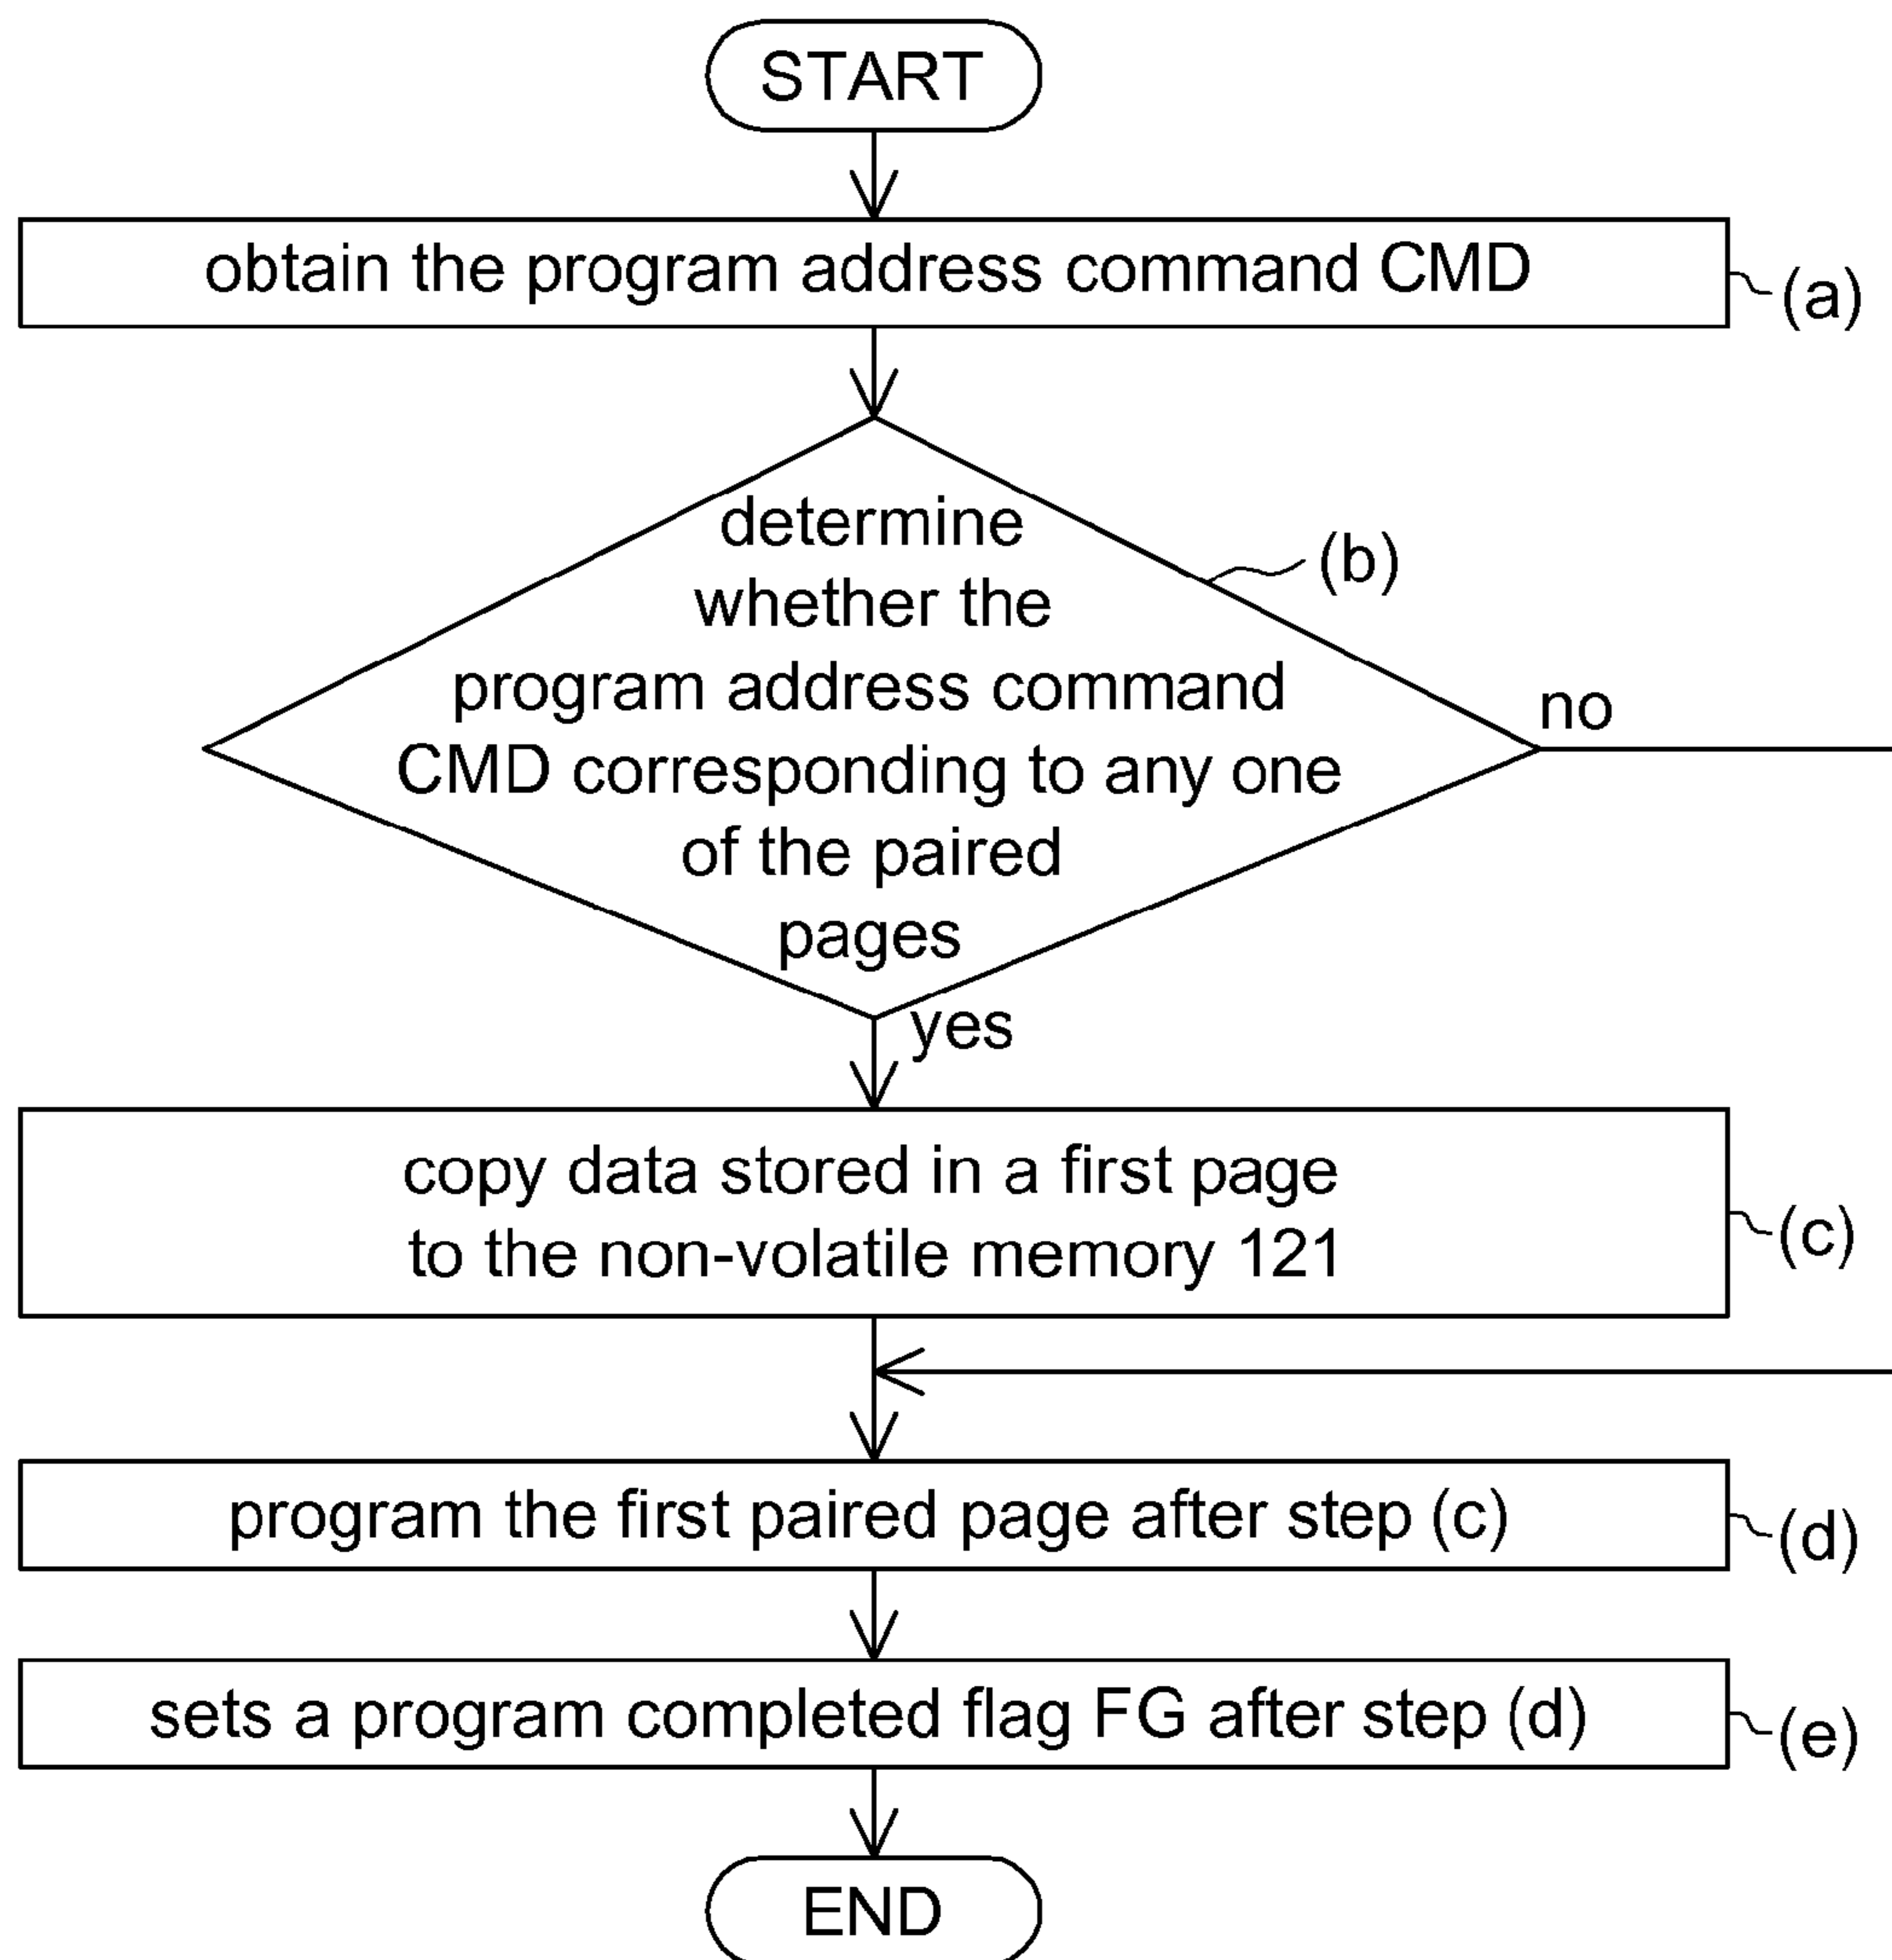 START
obtain the program address command CMD
(a)
determine
whether the
program address command
CMD corresponding to any one
of the paired
pages
(b)
no
yes
copy data stored in a first page
to the non-volatile memory 121
(c)
program the first paired page after step (c)
(d)
sets a program completed flag FG after step (d)
(e)
END